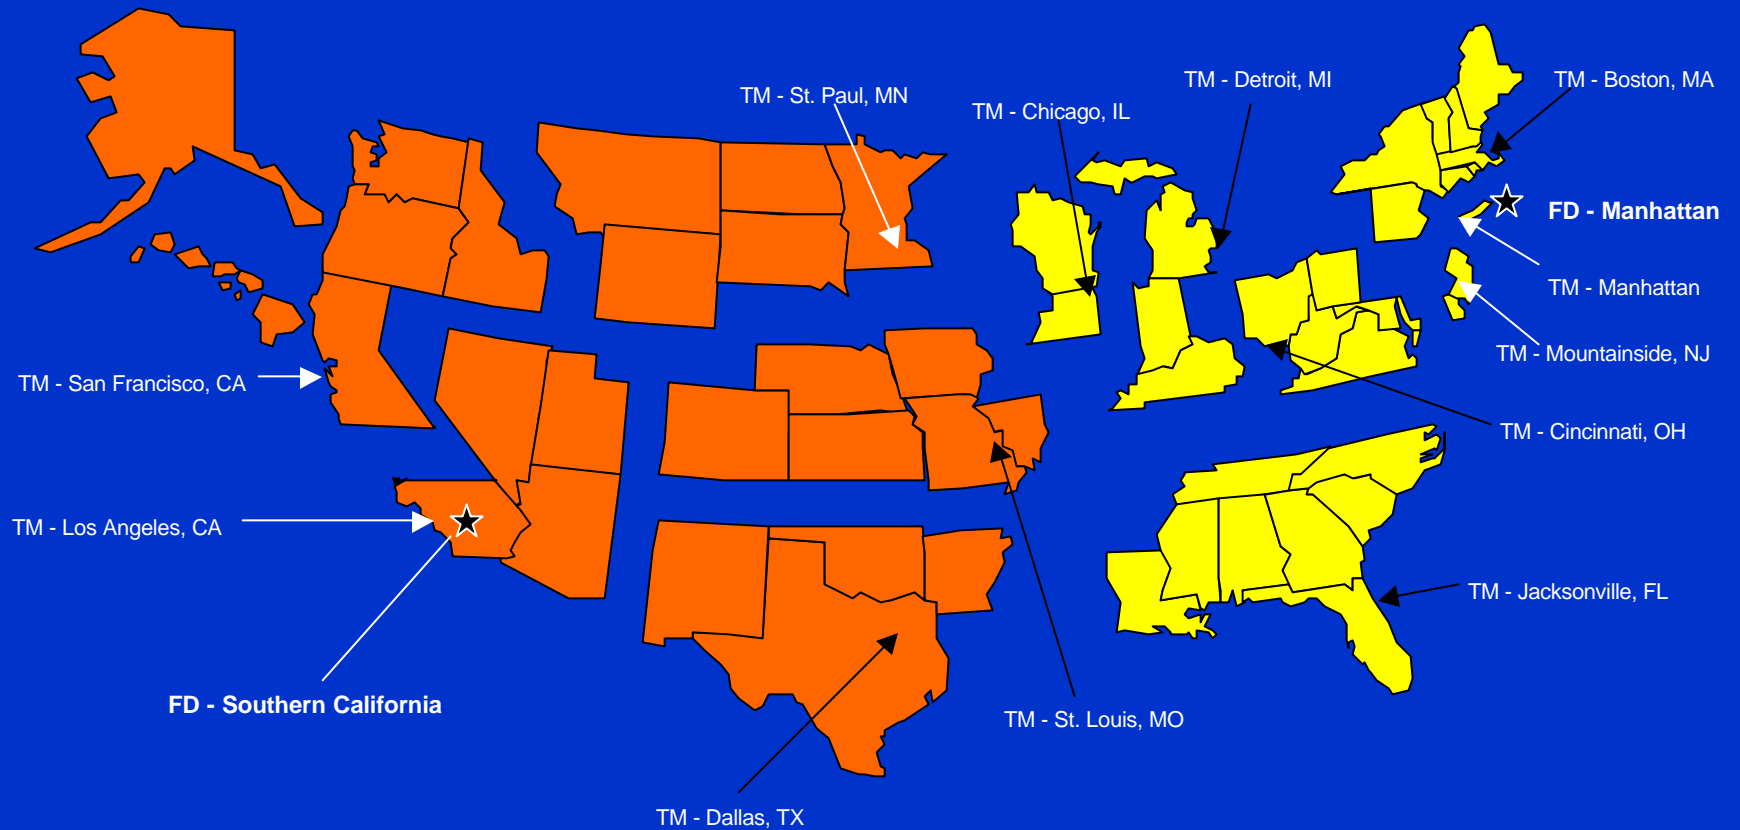 TM - Detroit, MI
TM - Boston, MA
TM - St. Paul, MN
TM - Chicago, IL
FD - Manhattan
TM - Manhattan
TM - Mountainside, NJ
TM - San Francisco, CA
TM - Cincinnati, OH
TM - Los Angeles, CA
TM - Jacksonville, FL
FD - Southern California
TM - St. Louis, MO
TM - Dallas, TX